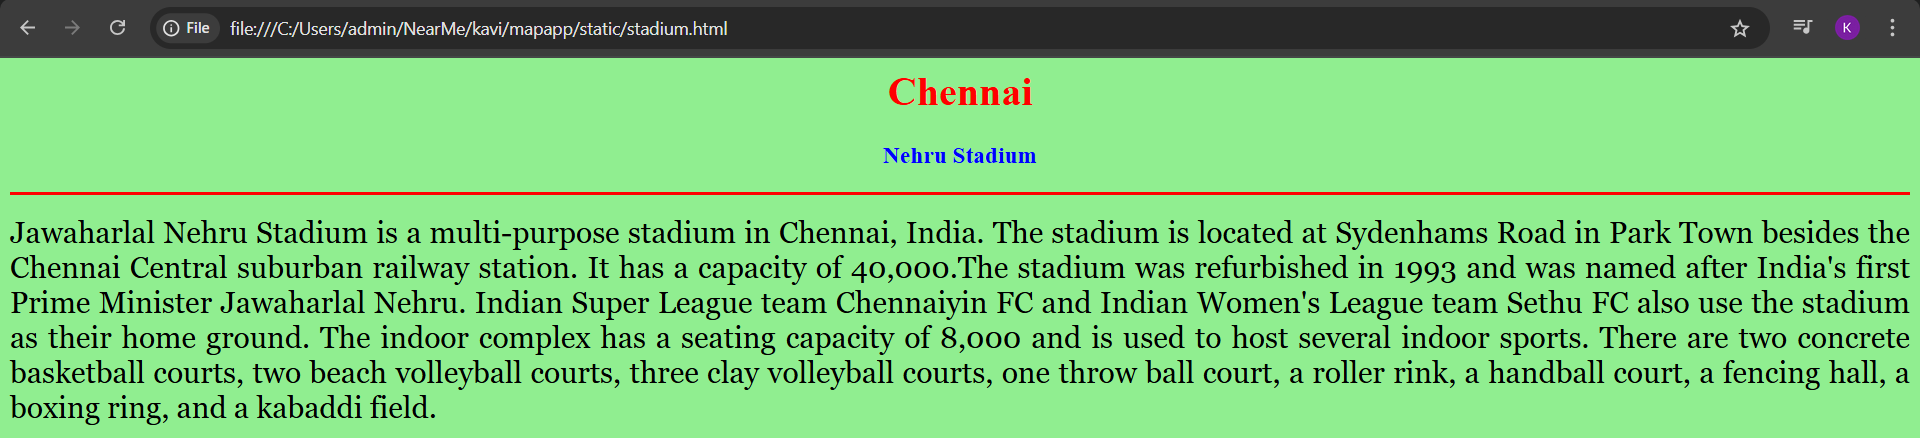 File file:///C:/Users/admin/NearMe/kavi/mapapp/static/stadium.html K
Chennai
Nehru Stadium
Jawaharlal Nehru Stadium is a multi-purpose stadium in Chennai, India. The stadium is located at Sydenhams Road in Park Town besides the
Chennai Central suburban railway station. It has a capacity of 40,000.The stadium was refurbished in 1993 and was named after India's first
Prime Minister Jawaharlal Nehru. Indian Super League team Chennaiyin FC and Indian Women's League team Sethu FC also use the stadium
as their home ground. The indoor complex has a seating capacity of 8,000 and is used to host several indoor sports. There are two concrete
basketball courts, two beach volleyball courts, three clay volleyball courts, one throw ball court, a roller rink, a handball court, a fencing hall, a
boxing ring, and a kabaddi field.